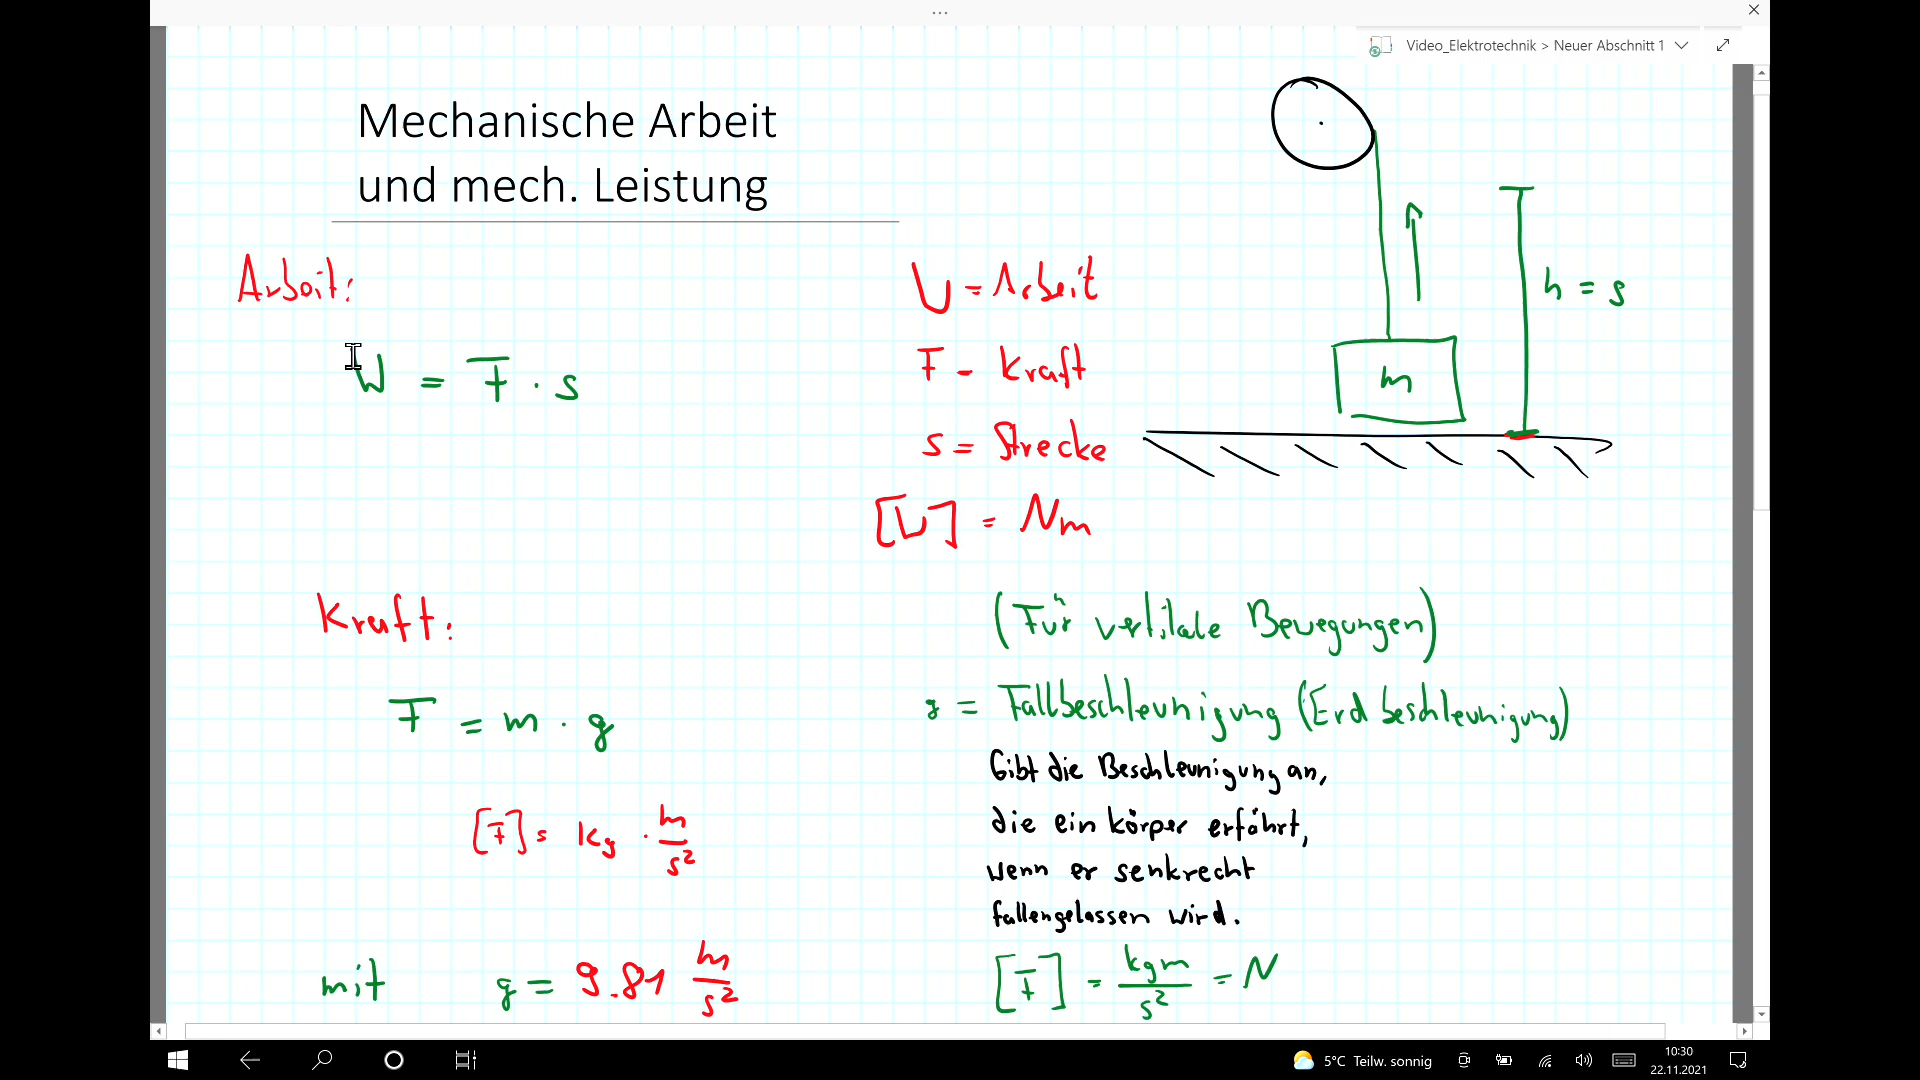 Video_Elektrotechnik > Neuer Abschnitt 1
Mechanische Arbeit
und mech. Leistung
Arbeit:
W = F · s
W = Arbeit
F = Kraft
s = Strecke
[W] = Nm
m
h = s
Kraft:
(Für vertikale Bewegungen)
F = m · g
g = Fallbeschleunigung (Erdbeschleunigung)
Gibt die Beschleunigung an,
die ein körper erfährt,
wenn er senkrecht
fallengelassen wird.
[F] = kg · m/s²
mit g = 9.81 m/s²
[F] = kgm/s² = N
5°C Teilw. sonnig
10:30
22.11.2021